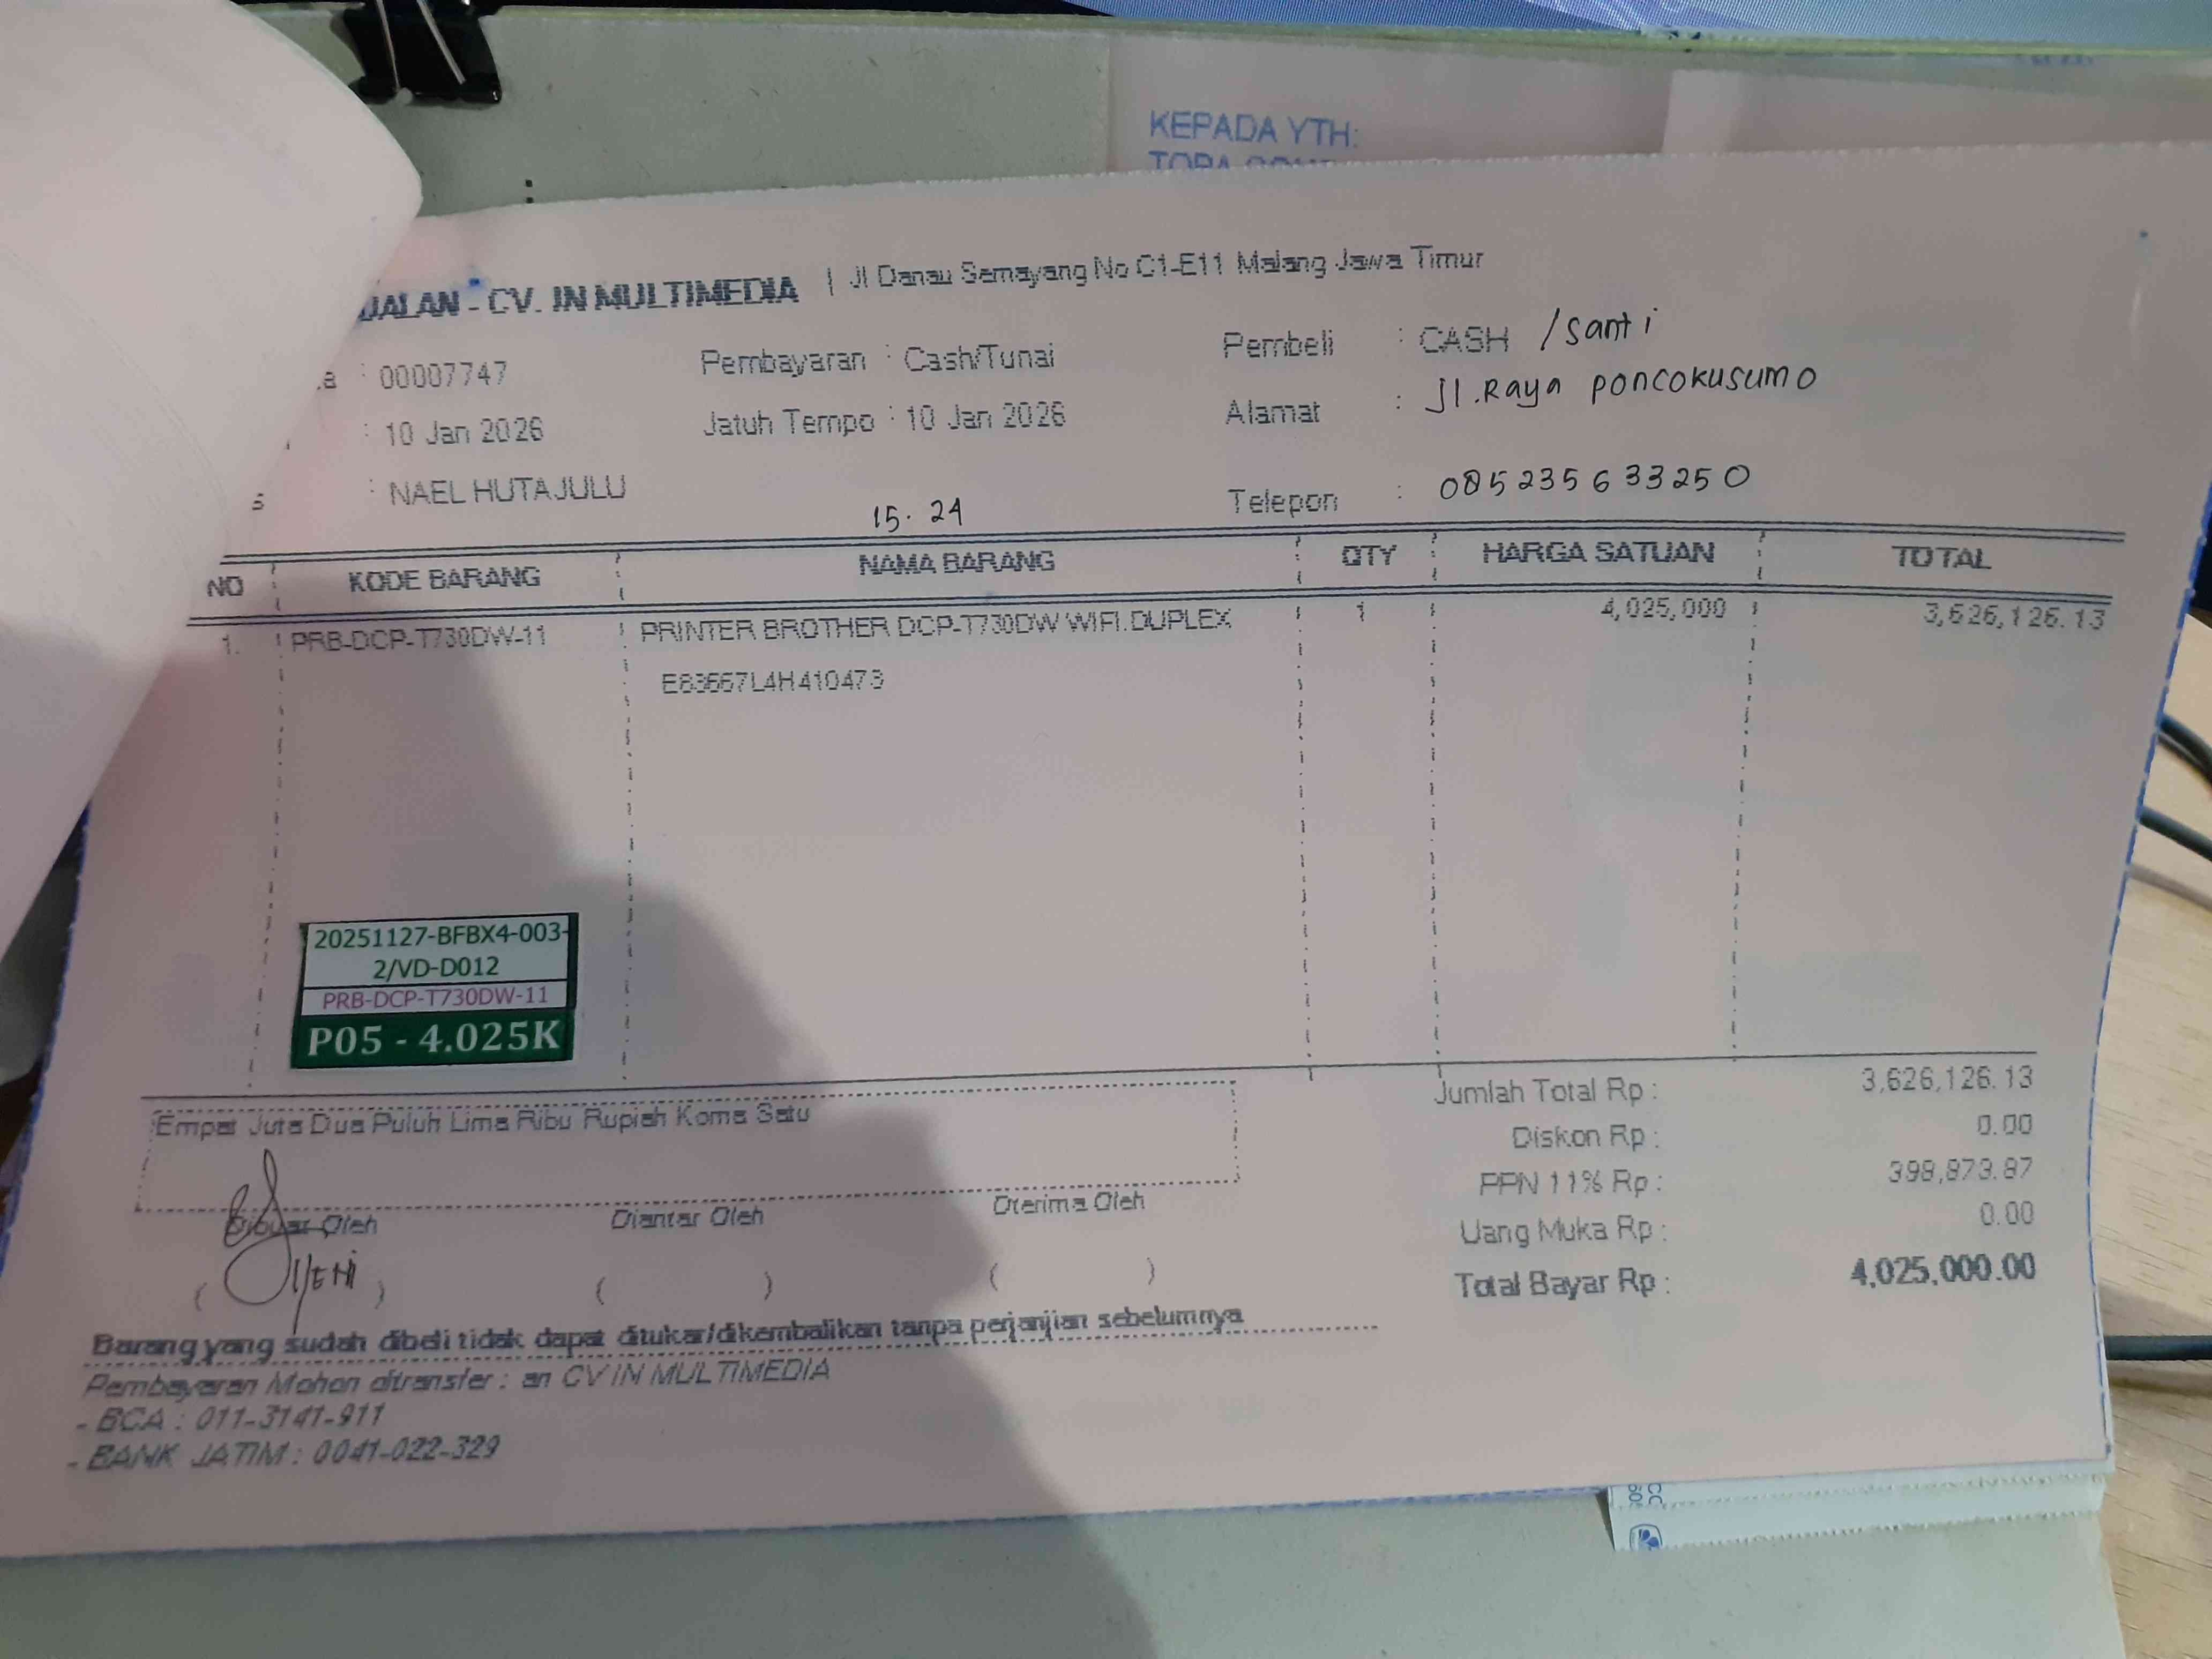 KEPADA YTH:
JALAN - CV. IN MULTIMEDIA | Jl Danau Semayang No C1-E11 Malang Jawa Timur
a : 00007747 Pembayaran : Cash/Tunai Pembeli : CASH / Santi
: 10 Jan 2026 Jatuh Tempo : 10 Jan 2026 Alamat : Jl. Raya poncokusumo
s : NAEL HUTAJULU 15.24 Telepon : 085235633250
NO KODE BARANG NAMA BARANG QTY HARGA SATUAN TOTAL
1. PRB-DCP-T730DW-11 PRINTER BROTHER DCP-T730DW WIFI.DUPLEX 1 4,025,000 3,626,126.13
E83667L4H410473
20251127-BFBX4-003-
2/VD-D012
PRB-DCP-T730DW-11
P05 - 4.025K
Empat Juta Dua Puluh Lima Ribu Rupiah Koma Satu
Jumlah Total Rp : 3,626,126.13
Diskon Rp : 0.00
PPN 11% Rp : 398,873.87
Uang Muka Rp : 0.00
Total Bayar Rp : 4,025,000.00
Dibuat Oleh Diantar Oleh Diterima Oleh
( YENI ) ( ) ( )
Barang yang sudah dibeli tidak dapat ditukar/dikembalikan tanpa perjanjian sebelumnya
Pembayaran Mohon ditransfer : an CV IN MULTIMEDIA
- BCA : 011-3141-911
- BANK JATIM : 0041-022-329